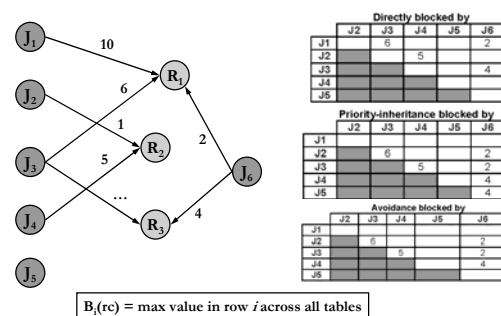 J1
10
R1
6
J2
1
R2
5
J3
2
J6
...
4
J4
R3
J5
Directly blocked by
J2 J3 J4 J5 J6
J1 6 2
J2 5
J3 4
J4
J5
Priority-inheritance blocked by
J2 J3 J4 J5 J6
J1
J2 6 2
J3 5 2
J4 4
J5 4
Avoidance blocked by
J2 J3 J4 J5 J6
J1
J2 6 2
J3 5 2
J4 4
J5
Bi(rc) = max value in row i across all tables